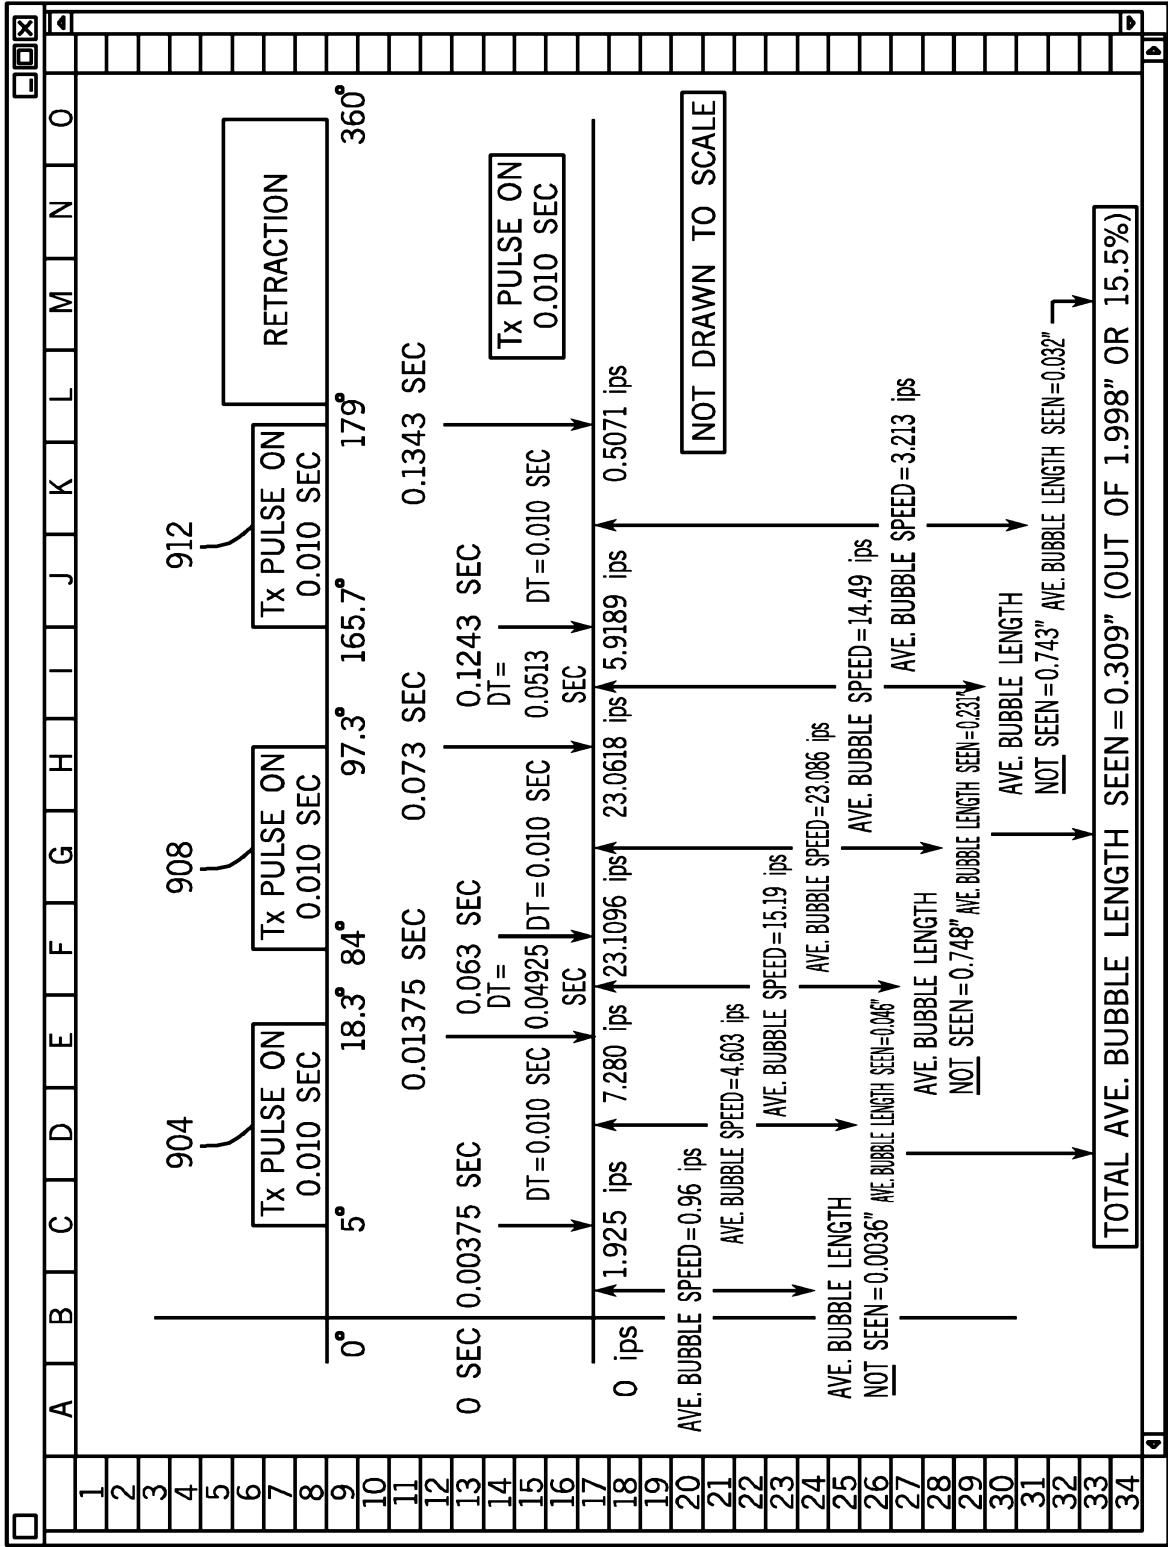 A B C D E F G H I J K L M N O
1
2
3
4
5
6
7
8
9
10
11
12
13
14
15
16
17
18
19
20
21
22
23
24
25
26
27
28
29
30
31
32
33
34
904
908
912
Tx PULSE ON
0.010 SEC
Tx PULSE ON
0.010 SEC
Tx PULSE ON
0.010 SEC
RETRACTION
0° 5° 18.3° 84° 97.3° 165.7° 179° 360°
0.01375 SEC 0.073 SEC 0.1343 SEC
0 SEC 0.00375 SEC 0.063 SEC 0.1243 SEC
DT=0.010 SEC
DT=
0.04925
SEC
DT=0.010 SEC
DT=
0.0513
SEC
DT=0.010 SEC
Tx PULSE ON
0.010 SEC
0 ips 1.925 ips 7.280 ips 23.1096 ips 23.0618 ips 5.9189 ips 0.5071 ips
NOT DRAWN TO SCALE
AVE. BUBBLE SPEED=0.96 ips
AVE. BUBBLE SPEED=4.603 ips
AVE. BUBBLE SPEED=15.19 ips
AVE. BUBBLE SPEED=23.086 ips
AVE. BUBBLE SPEED=14.49 ips
AVE. BUBBLE SPEED=3.213 ips
AVE. BUBBLE LENGTH
NOT SEEN=0.0036"
AVE. BUBBLE LENGTH SEEN=0.046"
AVE. BUBBLE LENGTH
NOT SEEN=0.748"
AVE. BUBBLE LENGTH SEEN=0.231"
AVE. BUBBLE LENGTH
NOT SEEN=0.743"
AVE. BUBBLE LENGTH SEEN=0.032"
TOTAL AVE. BUBBLE LENGTH SEEN=0.309" (OUT OF 1.998" OR 15.5%)